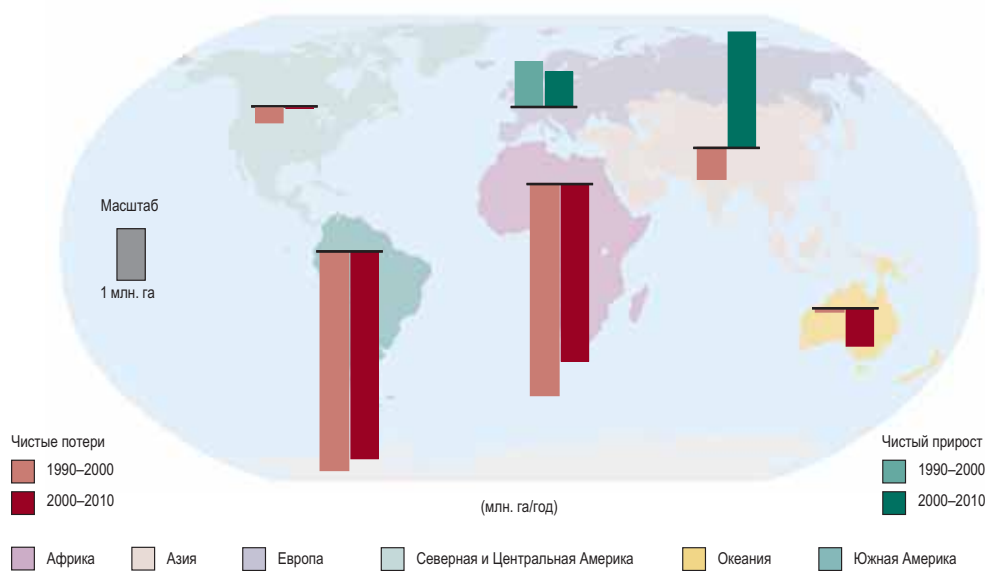 Масштаб
1 млн. га
Чистые потери
1990–2000
2000–2010
(млн. га/год)
Чистый прирост
1990–2000
2000–2010
Африка
Азия
Европа
Северная и Центральная Америка
Океания
Южная Америка